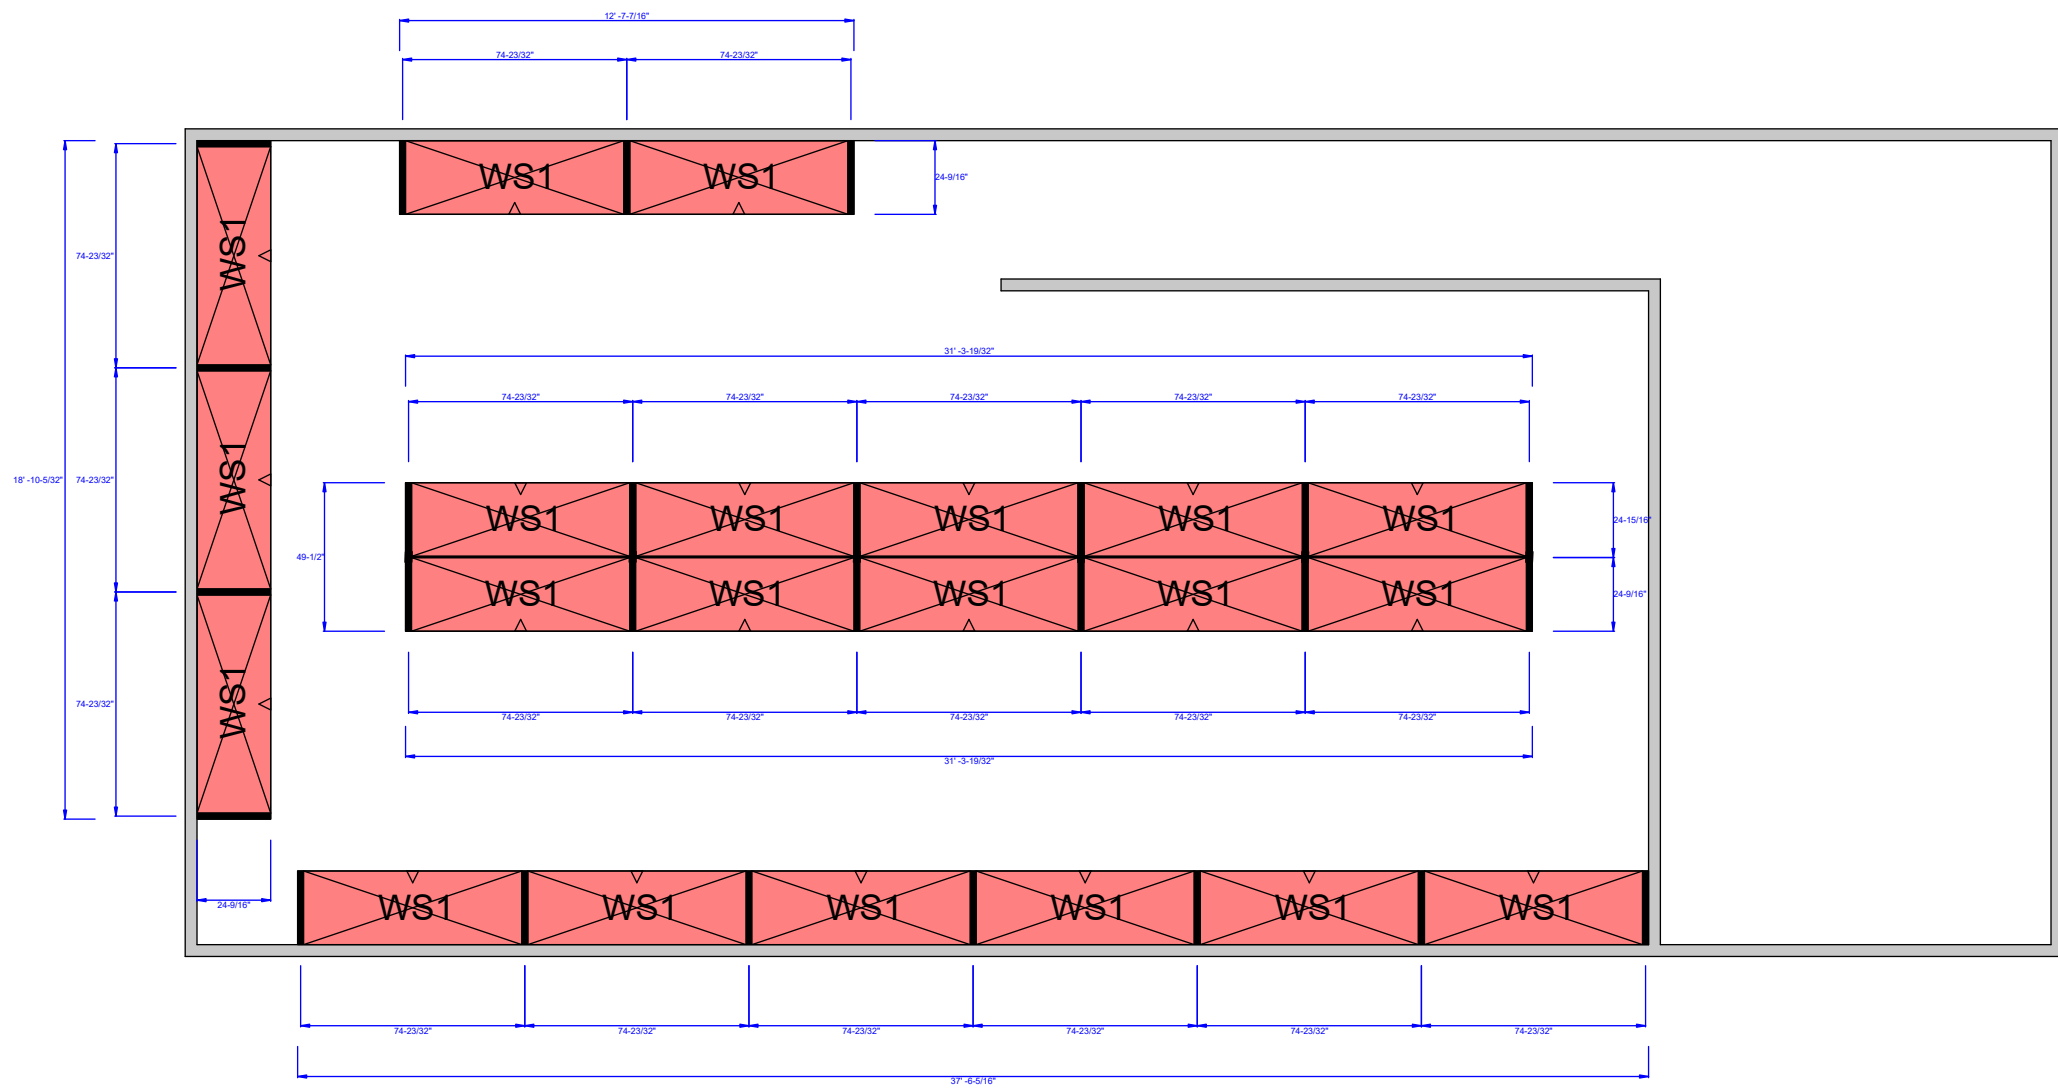 12' -7-7/16"
74-23/32" 74-23/32"
WS1 WS1
24-9/16"
WS1
74-23/32"
31' -3-19/32"
74-23/32" 74-23/32" 74-23/32" 74-23/32" 74-23/32"
18' -10-5/32" 74-23/32"
WS1
WS1 WS1 WS1 WS1 WS1
24-15/16"
49-1/2"
WS1 WS1 WS1 WS1 WS1
24-9/16"
74-23/32"
WS1
74-23/32" 74-23/32" 74-23/32" 74-23/32" 74-23/32"
31' -3-19/32"
24-9/16"
WS1 WS1 WS1 WS1 WS1 WS1
74-23/32" 74-23/32" 74-23/32" 74-23/32" 74-23/32" 74-23/32"
37' -6-5/16"